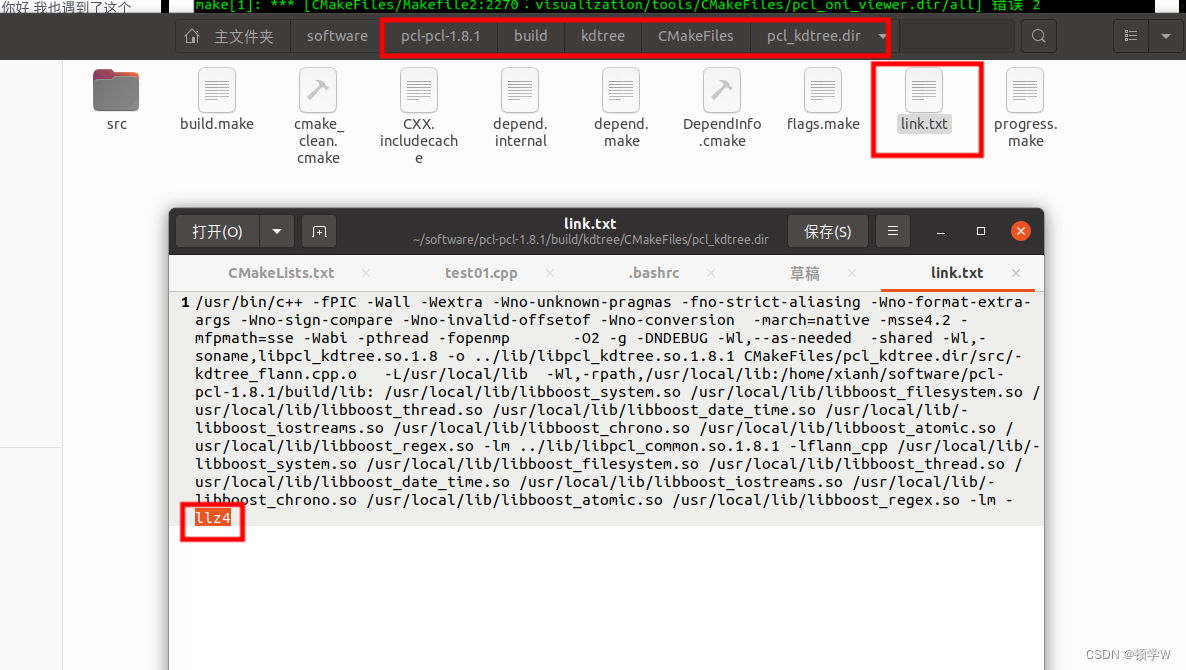 你好 我也遇到了这个
make[1]: *** [CMakeFiles/Makefile2:2270：visualization/tools/CMakeFiles/pcl_oni_viewer.dir/all] 错误 2
主文件夹 software pcl-pcl-1.8.1 build kdtree CMakeFiles pcl_kdtree.dir
src build.make cmake_ CXX. depend. depend. DependInfo flags.make link.txt progress.
clean. includecach internal make .cmake make
cmake e
打开(O) link.txt 保存(S)
~/software/pcl-pcl-1.8.1/build/kdtree/CMakeFiles/pcl_kdtree.dir
CMakeLists.txt test01.cpp .bashrc 草稿 link.txt
1 /usr/bin/c++ -fPIC -Wall -Wextra -Wno-unknown-pragmas -fno-strict-aliasing -Wno-format-extra-
args -Wno-sign-compare -Wno-invalid-offsetof -Wno-conversion -march=native -msse4.2 -
mfpmath=sse -Wabi -pthread -fopenmp -O2 -g -DNDEBUG -Wl,--as-needed -shared -Wl,-
soname,libpcl_kdtree.so.1.8 -o ../lib/libpcl_kdtree.so.1.8.1 CMakeFiles/pcl_kdtree.dir/src/-
kdtree_flann.cpp.o -L/usr/local/lib -Wl,-rpath,/usr/local/lib:/home/xianh/software/pcl-
pcl-1.8.1/build/lib: /usr/local/lib/libboost_system.so /usr/local/lib/libboost_filesystem.so /
usr/local/lib/libboost_thread.so /usr/local/lib/libboost_date_time.so /usr/local/lib/-
libboost_iostreams.so /usr/local/lib/libboost_chrono.so /usr/local/lib/libboost_atomic.so /
usr/local/lib/libboost_regex.so -lm ../lib/libpcl_common.so.1.8.1 -lflann_cpp /usr/local/lib/-
libboost_system.so /usr/local/lib/libboost_filesystem.so /usr/local/lib/libboost_thread.so /
usr/local/lib/libboost_date_time.so /usr/local/lib/libboost_iostreams.so /usr/local/lib/-
libboost_chrono.so /usr/local/lib/libboost_atomic.so /usr/local/lib/libboost_regex.so -lm -
llz4
CSDN @顿学W